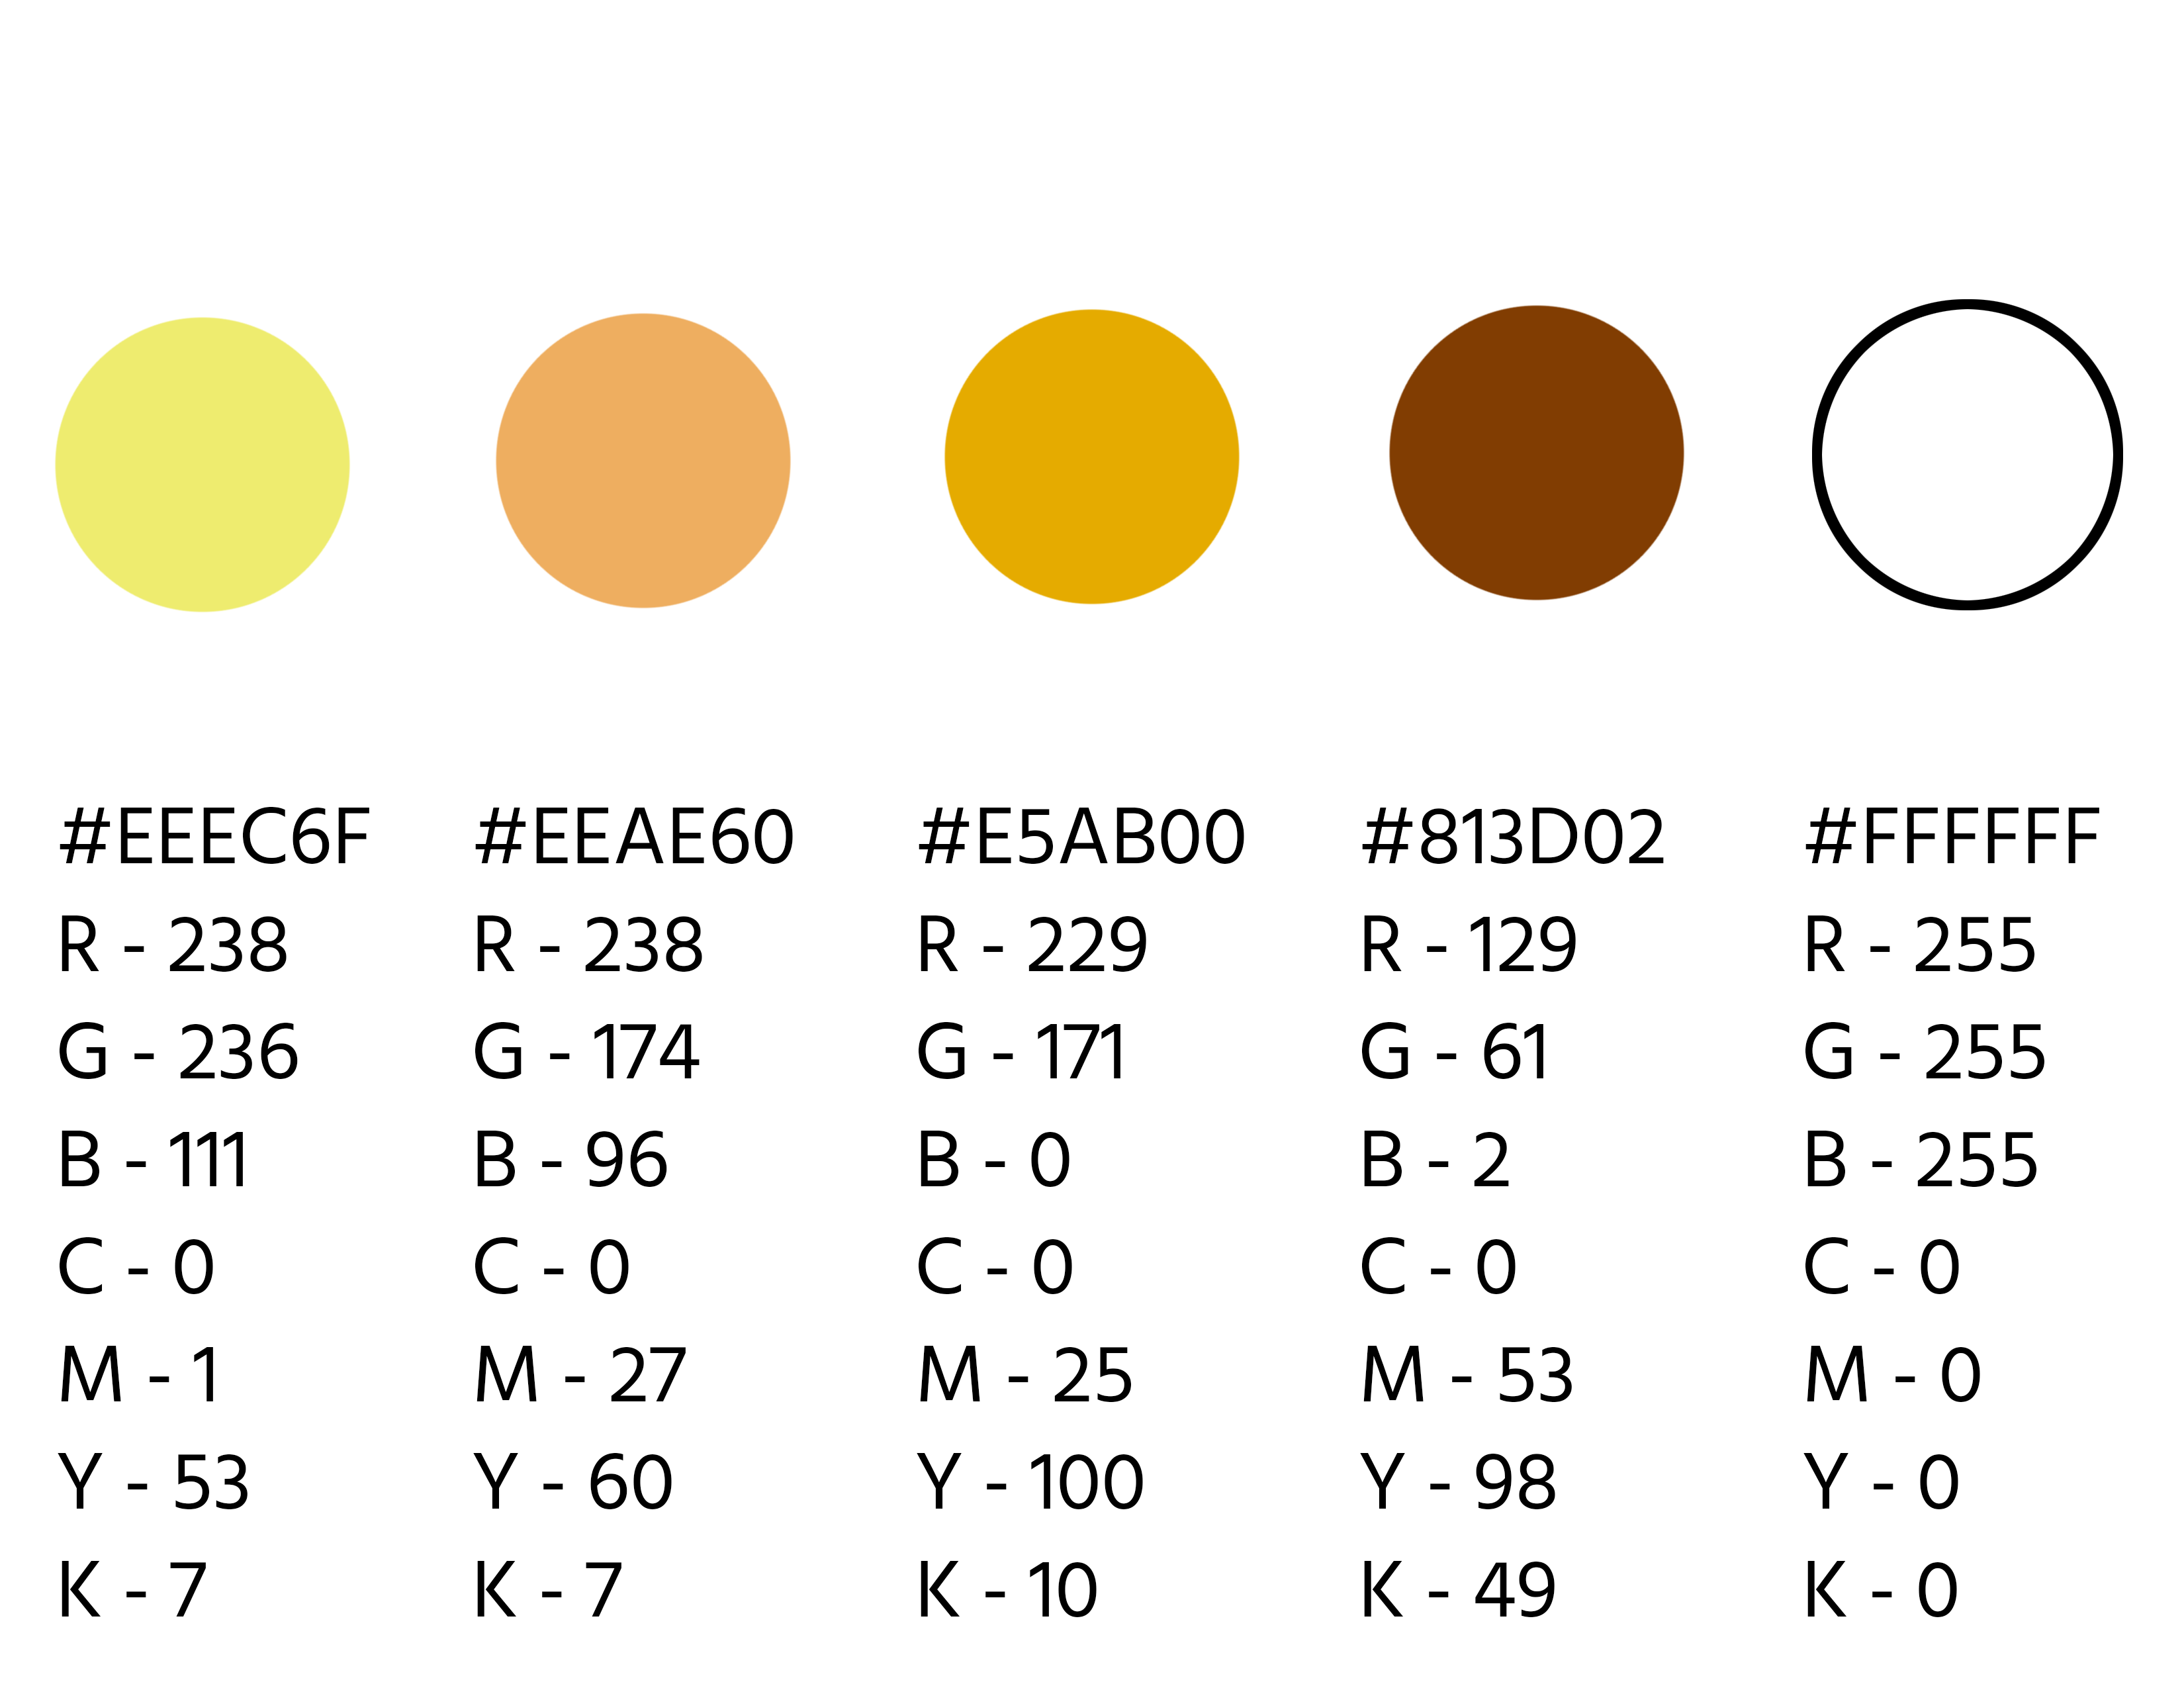 #EEEC6F
R - 238
G - 236
B - 111
C - 0
M - 1
Y - 53
K - 7
#EEAE60
R - 238
G - 174
B - 96
C - 0
M - 27
Y - 60
K - 7
#E5AB00
R - 229
G - 171
B - 0
C - 0
M - 25
Y - 100
K - 10
#813D02
R - 129
G - 61
B - 2
C - 0
M - 53
Y - 98
K - 49
#FFFFFF
R - 255
G - 255
B - 255
C - 0
M - 0
Y - 0
K - 0